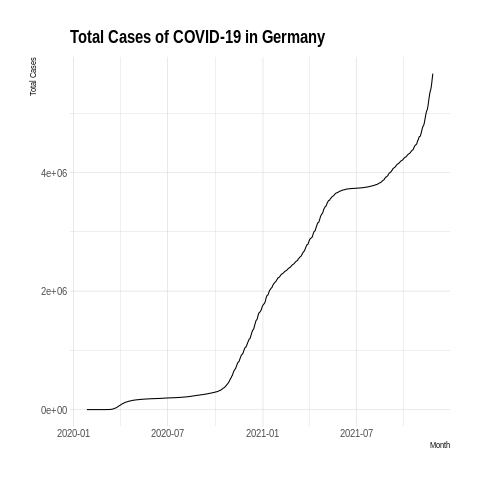 Total Cases of COVID-19 in Germany
Total Cases
4e+06
2e+06
0e+00
2020-01 2020-07 2021-01 2021-07
Month